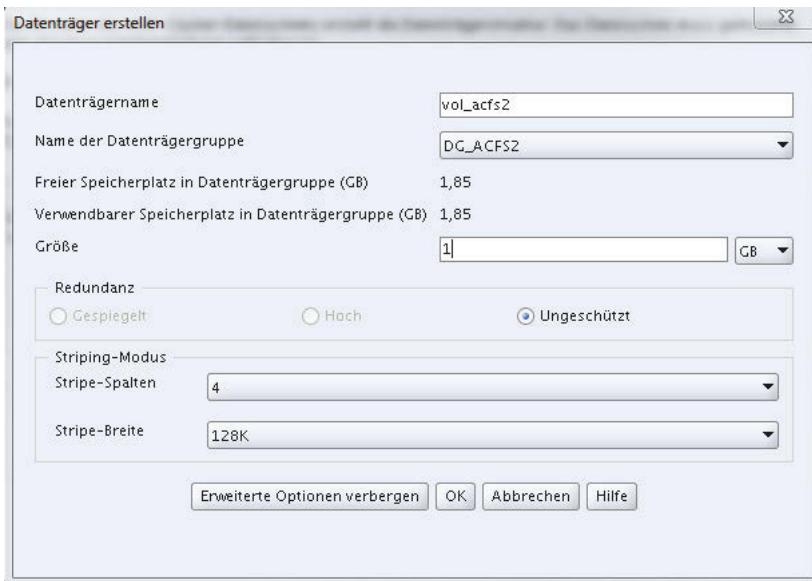 Datenträger erstellen
Datenträgername vol_acfs2
Name der Datenträgergruppe DG_ACFS2
Freier Speicherplatz in Datenträgergruppe (GB) 1,85
Verwendbarer Speicherplatz in Datenträgergruppe (GB) 1,85
Größe 1 GB
Redundanz
Gespiegelt Hoch Ungeschützt
Striping-Modus
Stripe-Spalten 4
Stripe-Breite 128K
Erweiterte Optionen verbergen OK Abbrechen Hilfe